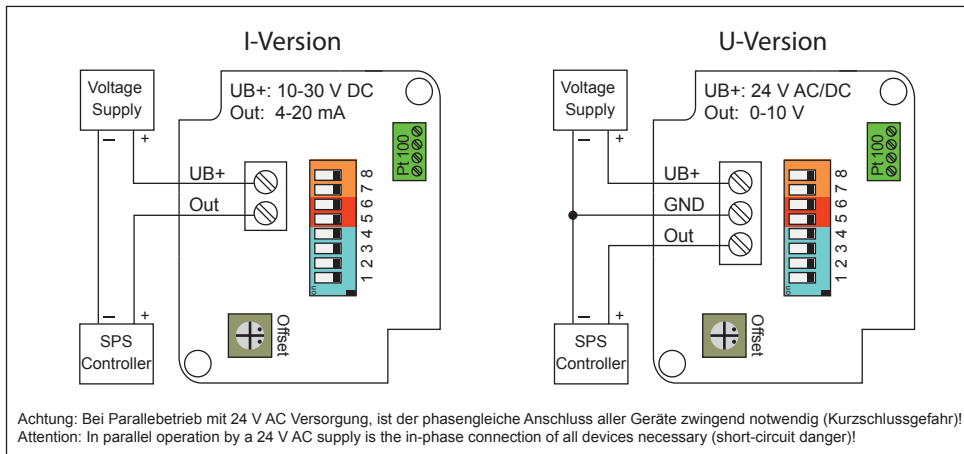 I-Version
Voltage
Supply
– +
UB+: 10-30 V DC
Out: 4-20 mA
Pt 100
UB+
Out
1 2 3 4 5 6 7 8
on
– +
SPS
Controller
Offset
U-Version
Voltage
Supply
– +
UB+: 24 V AC/DC
Out: 0-10 V
Pt 100
UB+
GND
Out
1 2 3 4 5 6 7 8
on
– +
SPS
Controller
Offset
Achtung: Bei Parallebetrieb mit 24 V AC Versorgung, ist der phasengleiche Anschluss aller Geräte zwingend notwendig (Kurzschlussgefahr)!
Attention: In parallel operation by a 24 V AC supply is the in-phase connection of all devices necessary (short-circuit danger)!